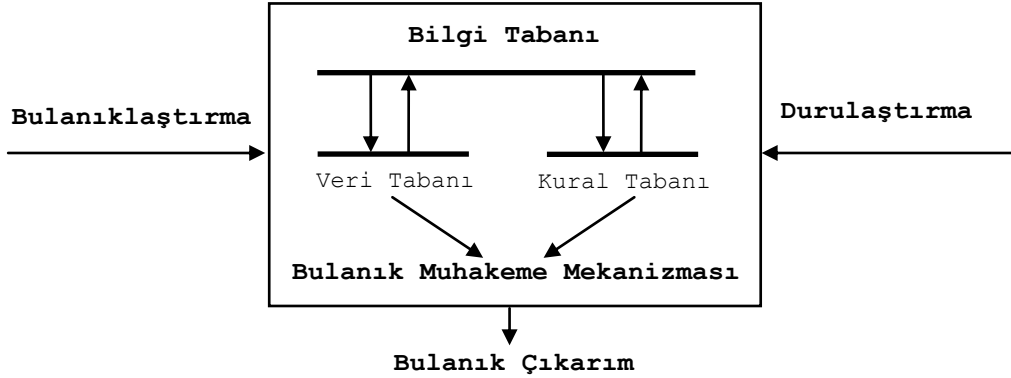 Bilgi Tabanı
Bulanıklaştırma
Durulaştırma
Veri Tabanı
Kural Tabanı
Bulanık Muhakeme Mekanizması
Bulanık Çıkarım